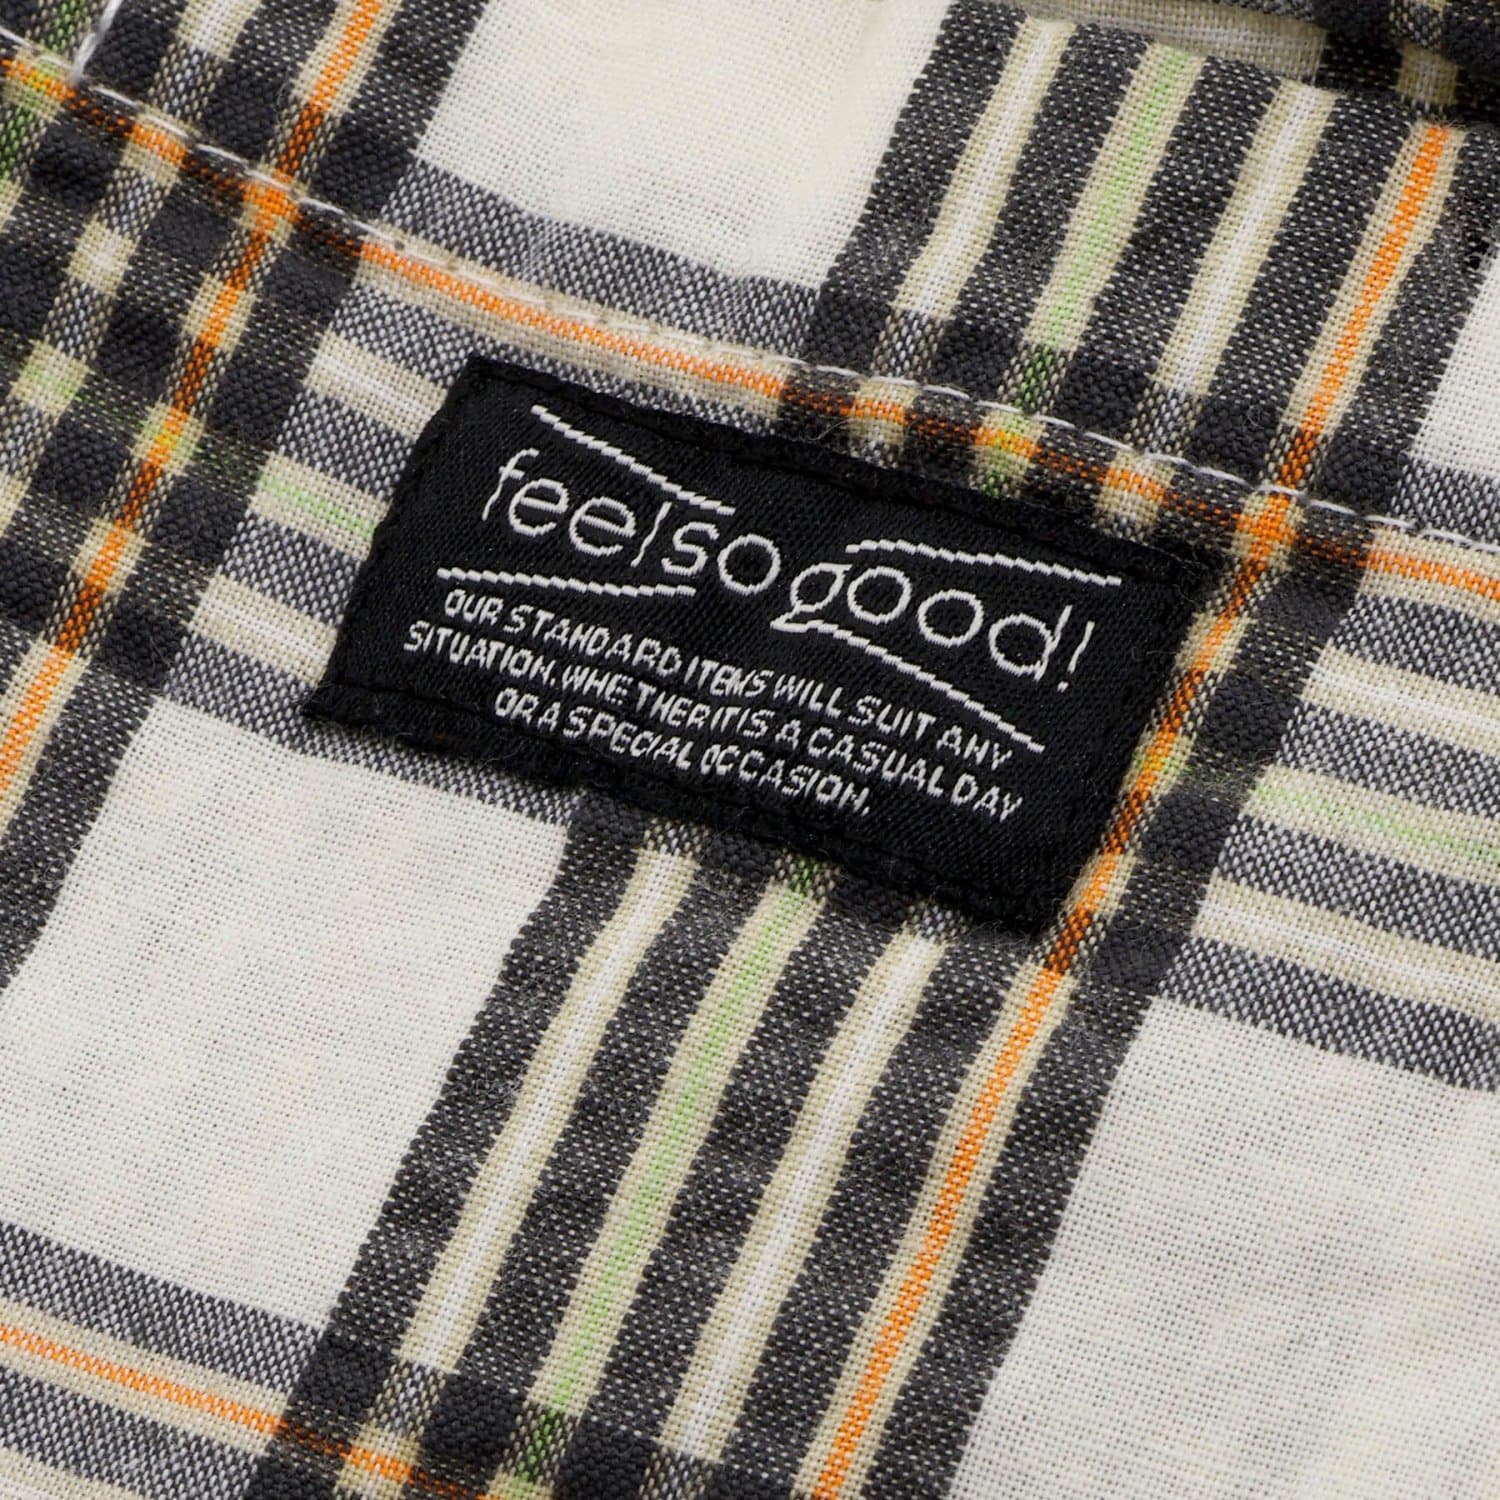 feel so good!
OUR STANDARD ITEMS WILL SUIT ANY
SITUATION. WHETHER IT IS A CASUAL DAY
OR A SPECIAL OCCASION.